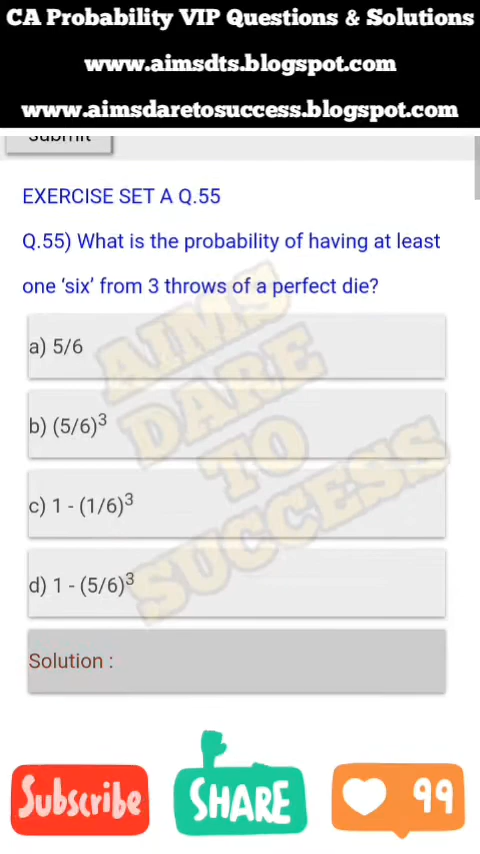 CA Probability VIP Questions & Solutions
www.aimsdts.blogspot.com
www.aimsdaretosuccess.blogspot.com
Submit
EXERCISE SET A Q.55
Q.55) What is the probability of having at least
one ‘six’ from 3 throws of a perfect die?
a) 5/6
b) (5/6)³
c) 1 - (1/6)³
d) 1 - (5/6)³
Solution :
AIMS
DARE
TO
SUCCESS
Subscribe
SHARE
99